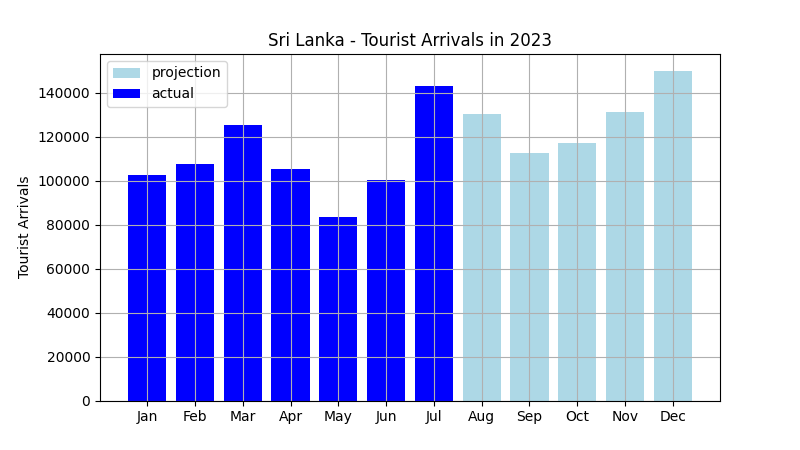 Sri Lanka - Tourist Arrivals in 2023
projection
actual
Tourist Arrivals
140000
120000
100000
80000
60000
40000
20000
0
Jan Feb Mar Apr May Jun Jul Aug Sep Oct Nov Dec